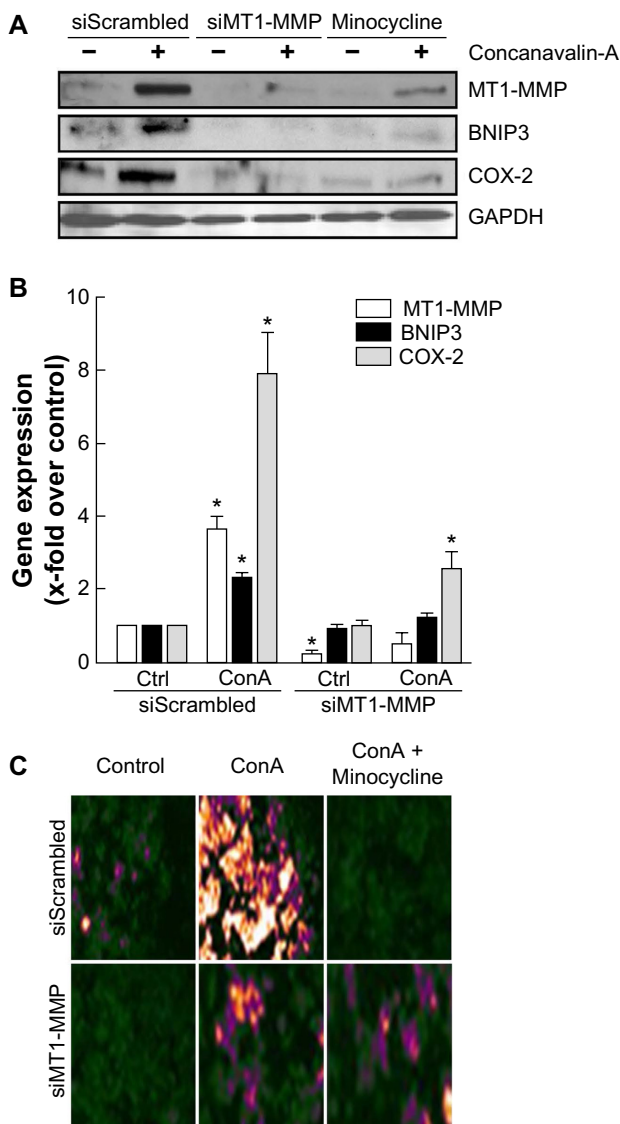 A
siScrambled siMT1-MMP Minocycline
− + − + − + Concanavalin-A
MT1-MMP
BNIP3
COX-2
GAPDH
B
Gene expression
(x-fold over control)
10
8
6
4
2
0
MT1-MMP
BNIP3
COX-2
* * *
* *
Ctrl ConA Ctrl ConA
siScrambled siMT1-MMP
C
Control ConA ConA +
Minocycline
siScrambled
siMT1-MMP